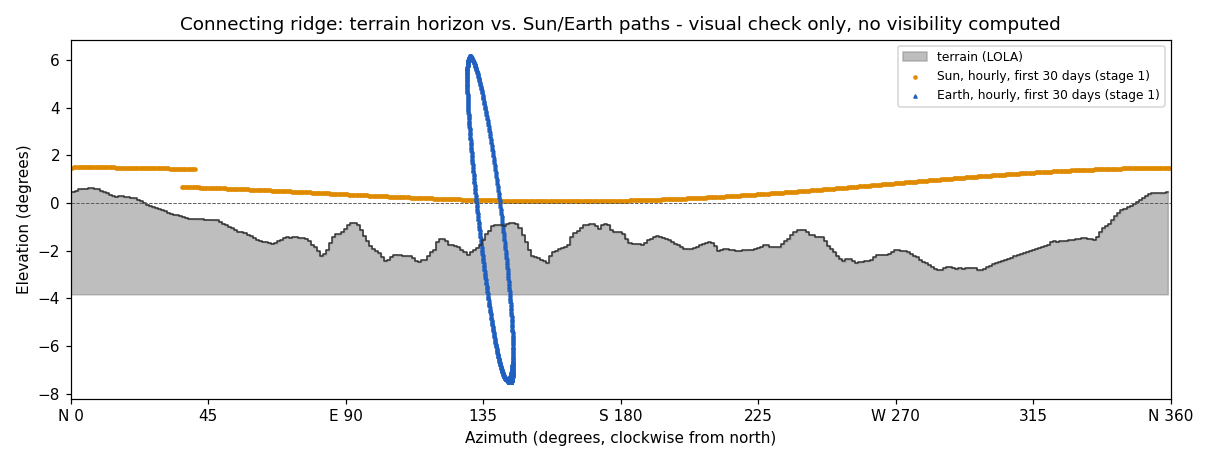 Connecting ridge: terrain horizon vs. Sun/Earth paths - visual check only, no visibility computed
terrain (LOLA)
Sun, hourly, first 30 days (stage 1)
Earth, hourly, first 30 days (stage 1)
Elevation (degrees)
6
4
2
0
−2
−4
−6
−8
N 0
45
E 90
135
S 180
225
W 270
315
N 360
Azimuth (degrees, clockwise from north)